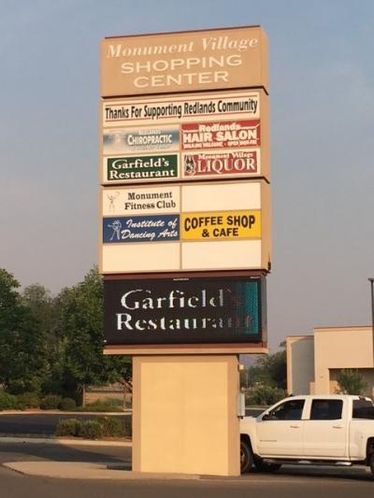 Monument Village
SHOPPING
CENTER
Thanks For Supporting Redlands Community
REDLANDS
CHIROPRACTIC
Redlands
HAIR SALON
Garfield's
Restaurant
Monument Village
LIQUOR
Monument
Fitness Club
Institute of
Dancing Arts
COFFEE SHOP
& CAFE
Garfield's
Restaurant